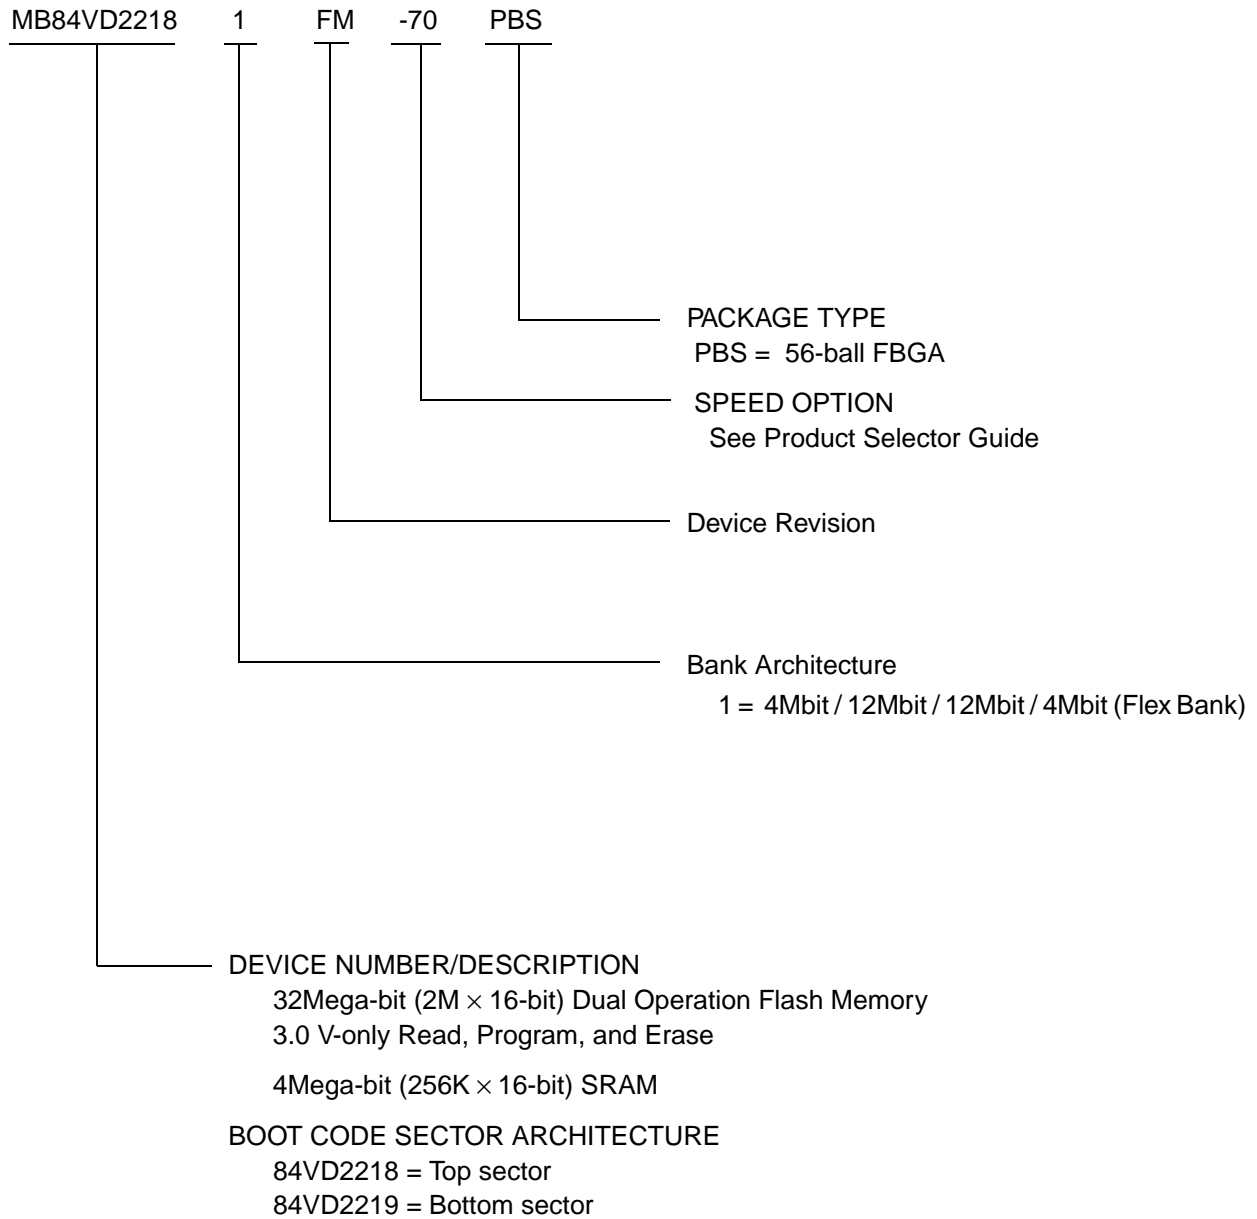 MB84VD2218 1 FM -70 PBS
PACKAGE TYPE
PBS = 56-ball FBGA
SPEED OPTION
See Product Selector Guide
Device Revision
Bank Architecture
1 = 4Mbit / 12Mbit / 12Mbit / 4Mbit (Flex Bank)
DEVICE NUMBER/DESCRIPTION
32Mega-bit (2M × 16-bit) Dual Operation Flash Memory
3.0 V-only Read, Program, and Erase
4Mega-bit (256K × 16-bit) SRAM
BOOT CODE SECTOR ARCHITECTURE
84VD2218 = Top sector
84VD2219 = Bottom sector